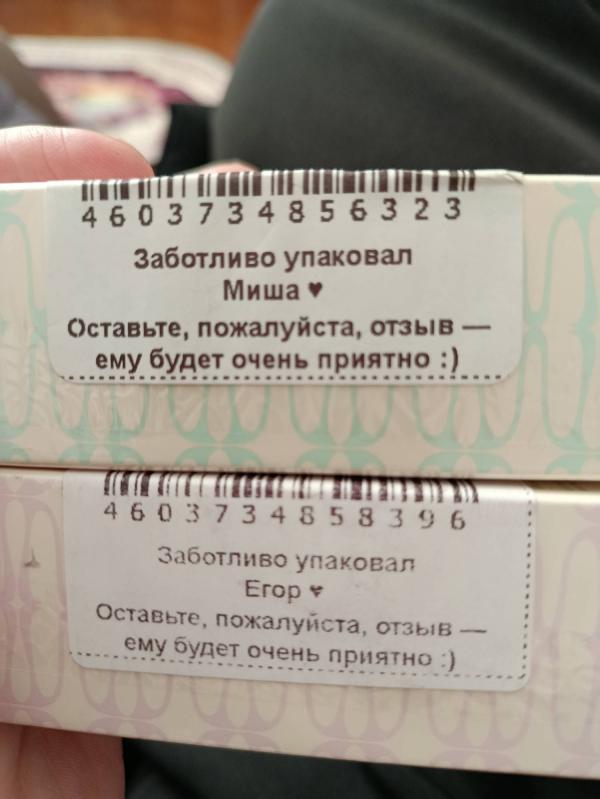 4603734856323
Заботливо упаковал
Миша ♥
Оставьте, пожалуйста, отзыв —
ему будет очень приятно :)
4603734858396
Заботливо упаковал
Егор ♥
Оставьте, пожалуйста, отзыв —
ему будет очень приятно :)